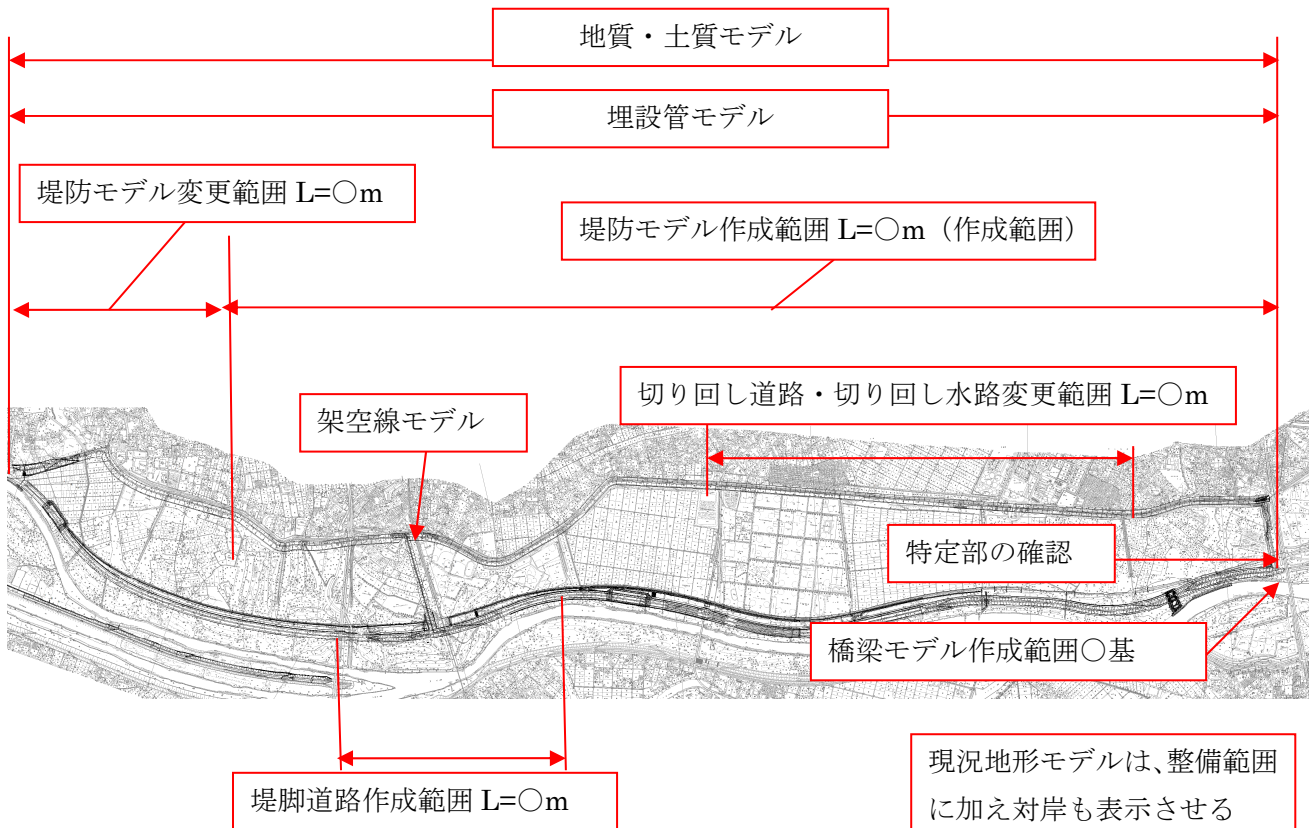 地質・土質モデル
埋設管モデル
堤防モデル変更範囲 L=○m
堤防モデル作成範囲 L=○m（作成範囲）
切り回し道路・切り回し水路変更範囲 L=○m
架空線モデル
特定部の確認
橋梁モデル作成範囲○基
堤脚道路作成範囲 L=○m
現況地形モデルは、整備範囲
に加え対岸も表示させる